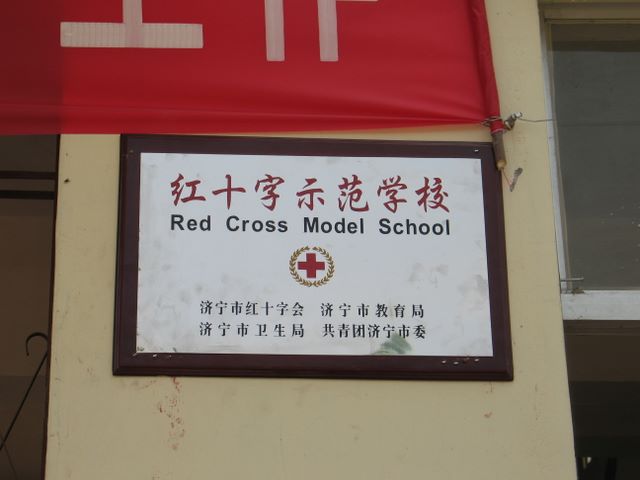 红十字示范学校
Red Cross Model School
济宁市红十字会 济宁市教育局
济宁市卫生局 共青团济宁市委